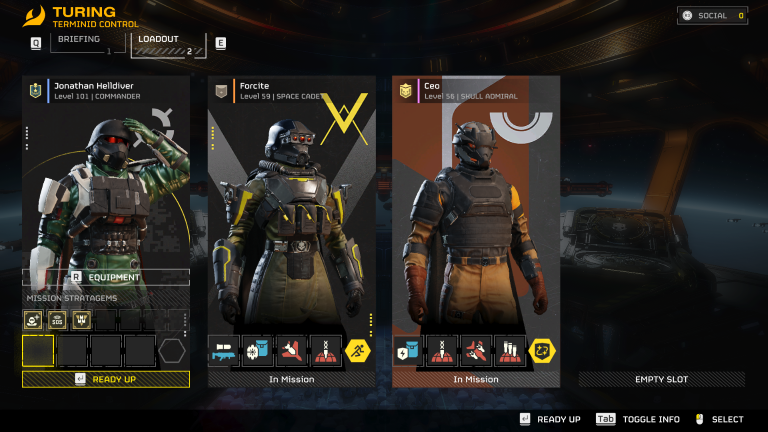 TURING
TERMINID CONTROL
SOCIAL 0
Q
BRIEFING
1
LOADOUT
2
E
Jonathan Helldiver
Level 101 | COMMANDER
Forcite
Level 59 | SPACE CADET
Ceo
Level 56 | SKULL ADMIRAL
R EQUIPMENT
MISSION STRATAGEMS
SOS
READY UP
In Mission
In Mission
EMPTY SLOT
READY UP
Tab TOGGLE INFO
SELECT